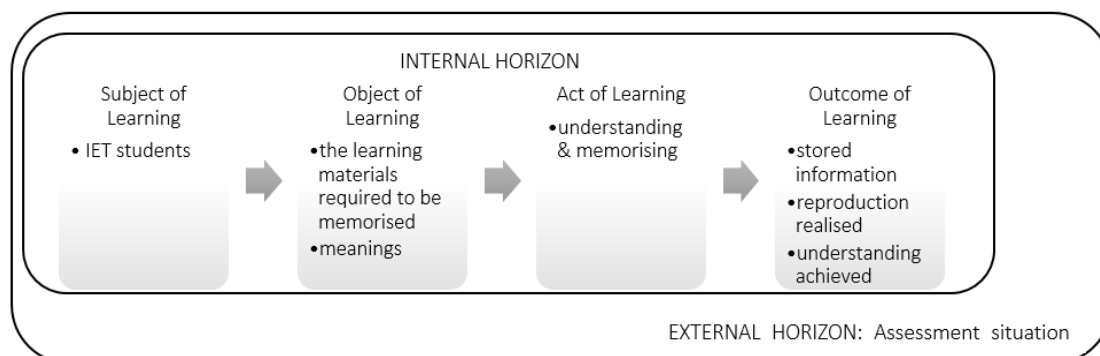 INTERNAL HORIZON
Subject of
Learning
• IET students
Object of
Learning
•the learning
materials
required to be
memorised
•meanings
Act of Learning
•understanding
& memorising
Outcome of
Learning
•stored
information
•reproduction
realised
•understanding
achieved
EXTERNAL HORIZON: Assessment situation